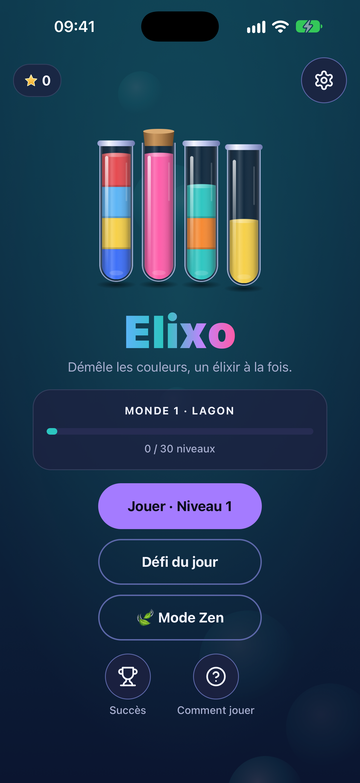 09:41
0
Elixo
Démêle les couleurs, un élixir à la fois.
MONDE 1 · LAGON
0 / 30 niveaux
Jouer · Niveau 1
Défi du jour
Mode Zen
Succès
Comment jouer